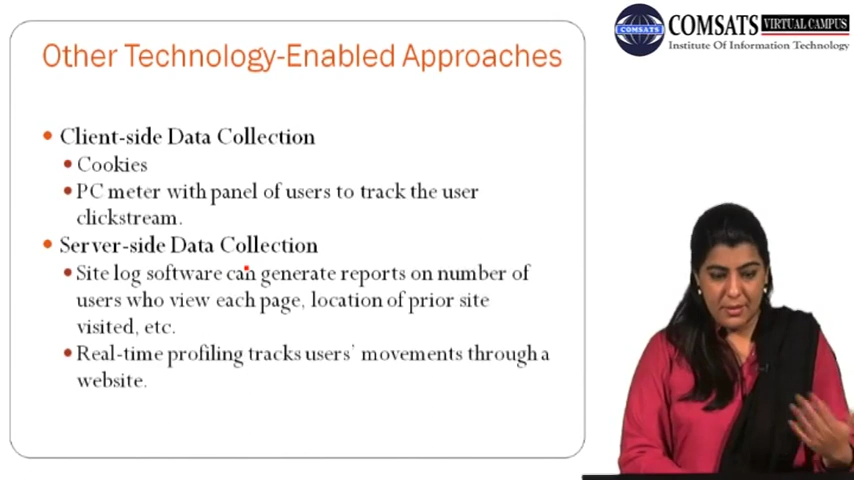 COMSATS VIRTUAL CAMPUS
Institute Of Information Technology
COMSATS
Other Technology-Enabled Approaches
Client-side Data Collection
Cookies
PC meter with panel of users to track the user
clickstream.
Server-side Data Collection
Site log software can generate reports on number of
users who view each page, location of prior site
visited, etc.
Real-time profiling tracks users' movements through a
website.